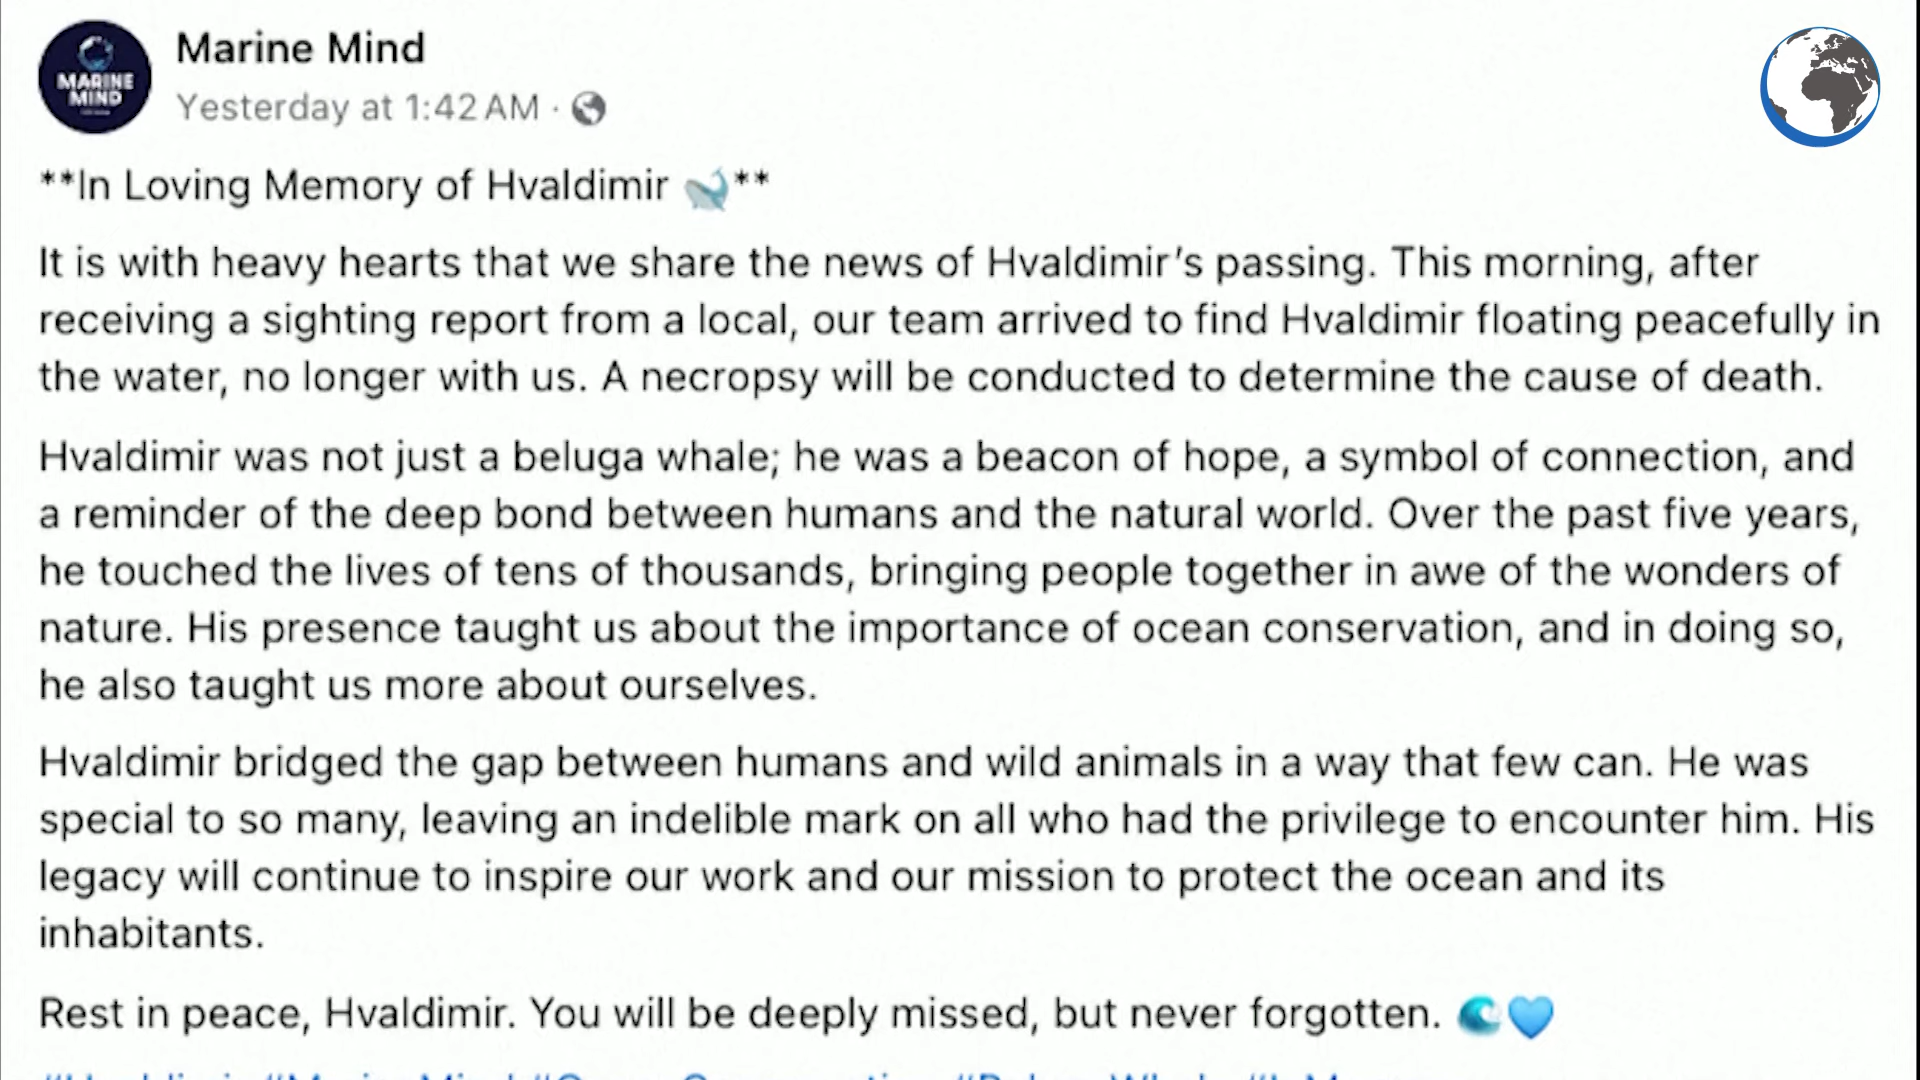 MARINE
MIND
Marine Mind
Yesterday at 1:42 AM ·
**In Loving Memory of Hvaldimir 🐋**
It is with heavy hearts that we share the news of Hvaldimir's passing. This morning, after
receiving a sighting report from a local, our team arrived to find Hvaldimir floating peacefully in
the water, no longer with us. A necropsy will be conducted to determine the cause of death.
Hvaldimir was not just a beluga whale; he was a beacon of hope, a symbol of connection, and
a reminder of the deep bond between humans and the natural world. Over the past five years,
he touched the lives of tens of thousands, bringing people together in awe of the wonders of
nature. His presence taught us about the importance of ocean conservation, and in doing so,
he also taught us more about ourselves.
Hvaldimir bridged the gap between humans and wild animals in a way that few can. He was
special to so many, leaving an indelible mark on all who had the privilege to encounter him. His
legacy will continue to inspire our work and our mission to protect the ocean and its
inhabitants.
Rest in peace, Hvaldimir. You will be deeply missed, but never forgotten. 🌊💙